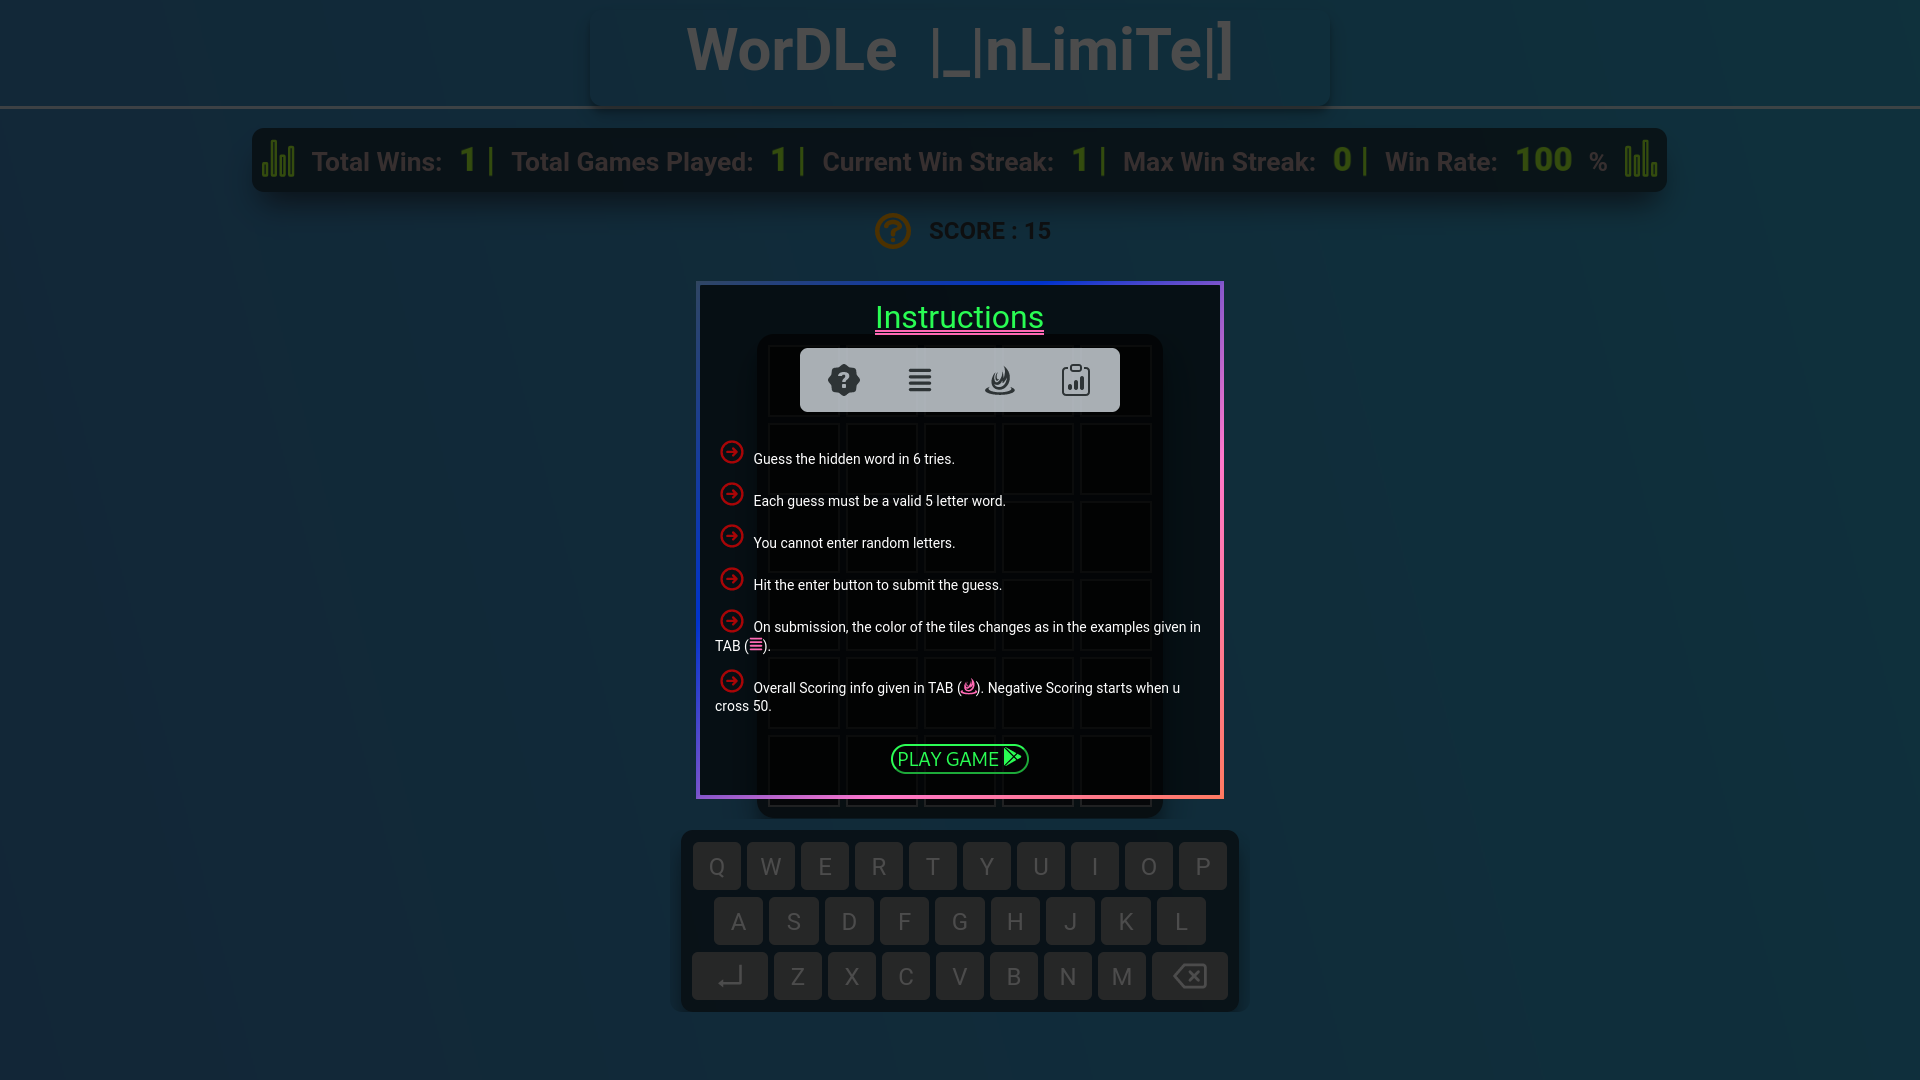 WorDLe |_|nLimiTe|]
Total Wins: 1 | Total Games Played: 1 | Current Win Streak: 1 | Max Win Streak: 0 | Win Rate: 100 %
SCORE : 15
Instructions
Guess the hidden word in 6 tries.
Each guess must be a valid 5 letter word.
You cannot enter random letters.
Hit the enter button to submit the guess.
On submission, the color of the tiles changes as in the examples given in
TAB ( ).
Overall Scoring info given in TAB ( ). Negative Scoring starts when u
cross 50.
PLAY GAME
Q W E R T Y U I O P
A S D F G H J K L
Z X C V B N M